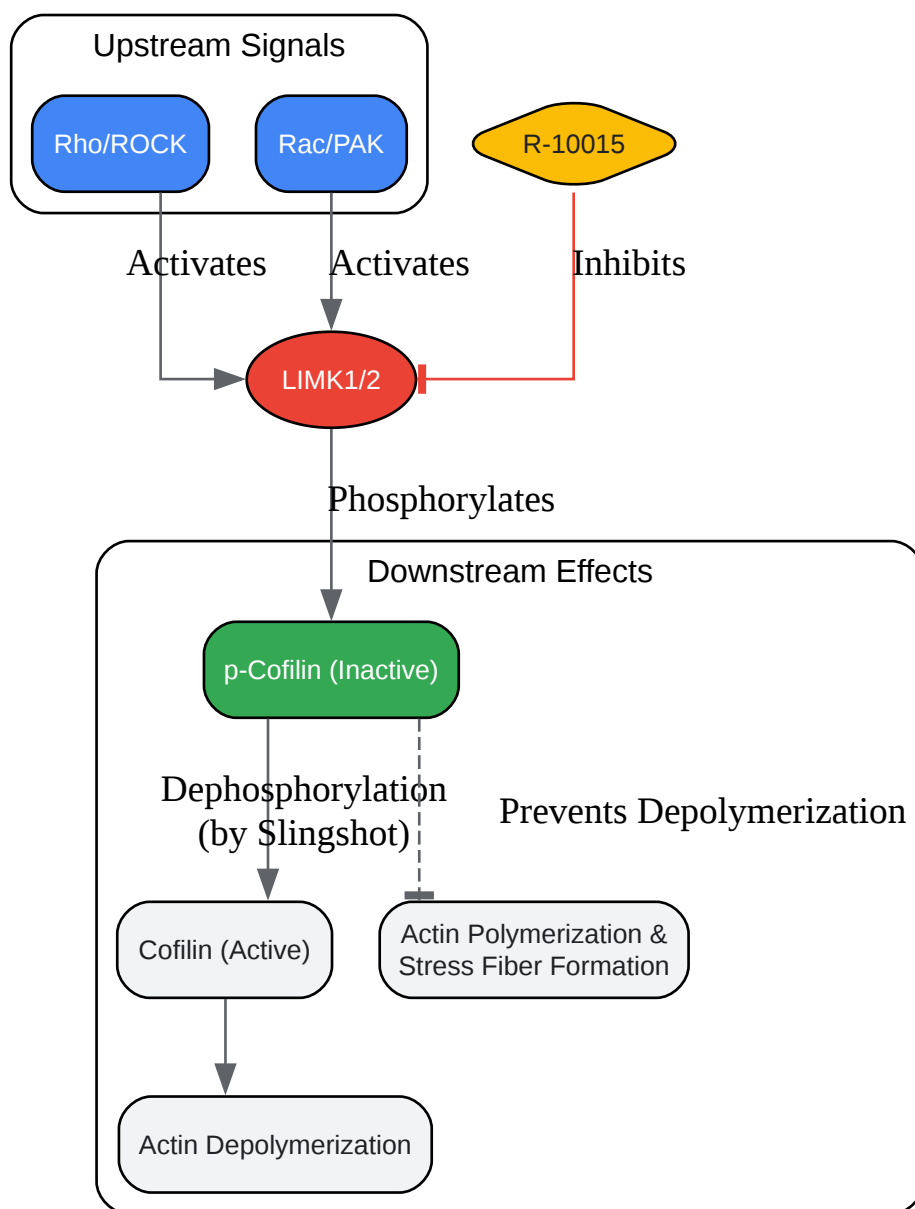 Upstream Signals
Rho/ROCK
Rac/PAK
R-10015
Activates
Activates
Inhibits
LIMK1/2
Phosphorylates
Downstream Effects
p-Cofilin (Inactive)
Dephosphorylation
(by Slingshot)
Prevents Depolymerization
Cofilin (Active)
Actin Polymerization &
Stress Fiber Formation
Actin Depolymerization